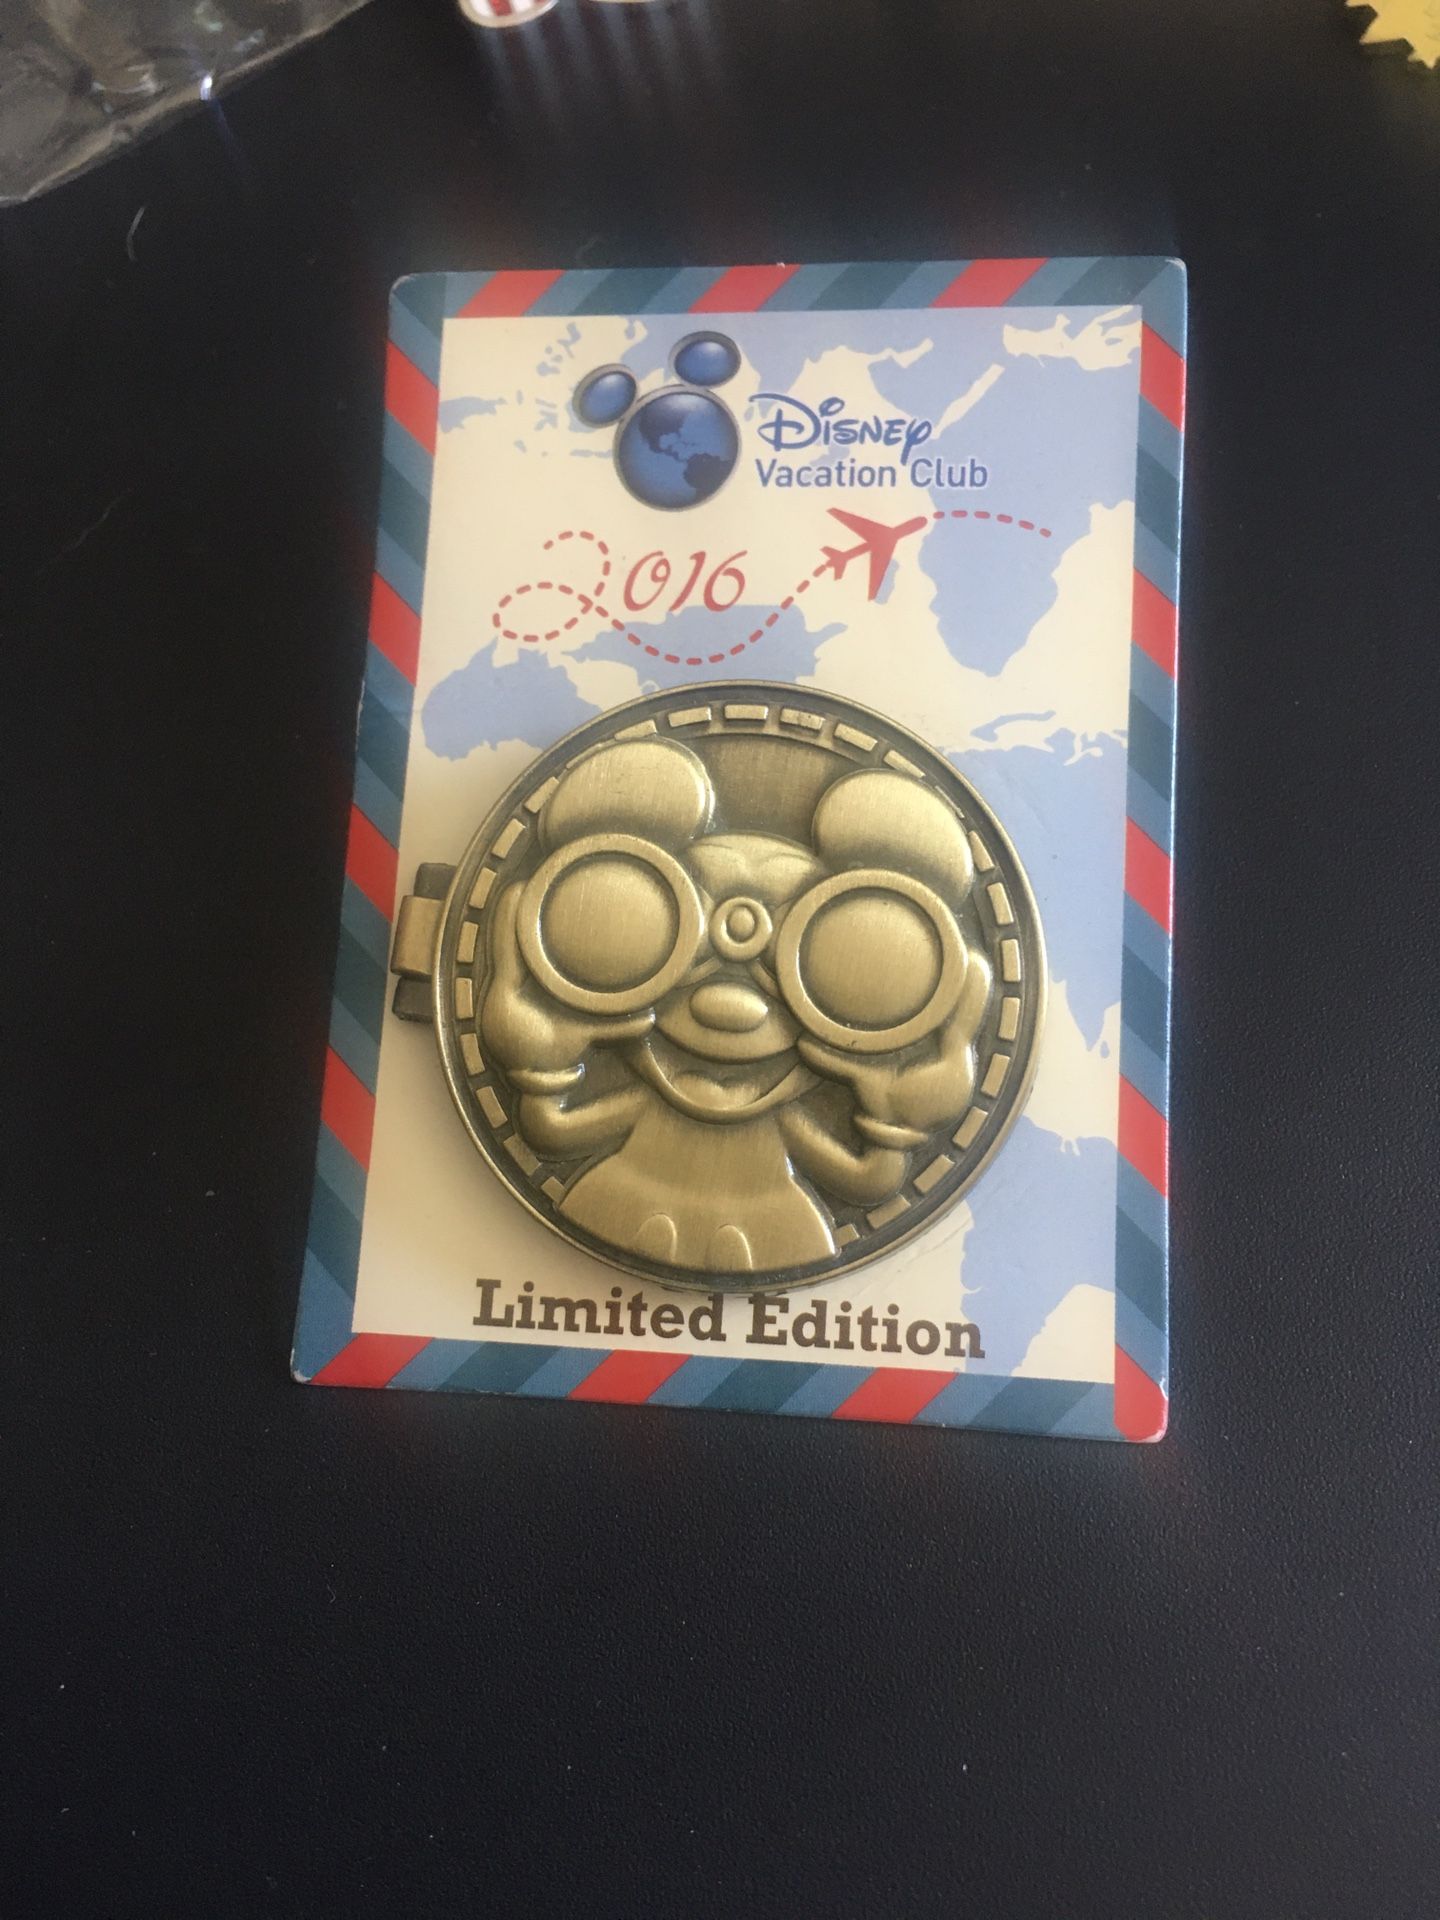 Disney
Vacation Club
2016
Limited Edition